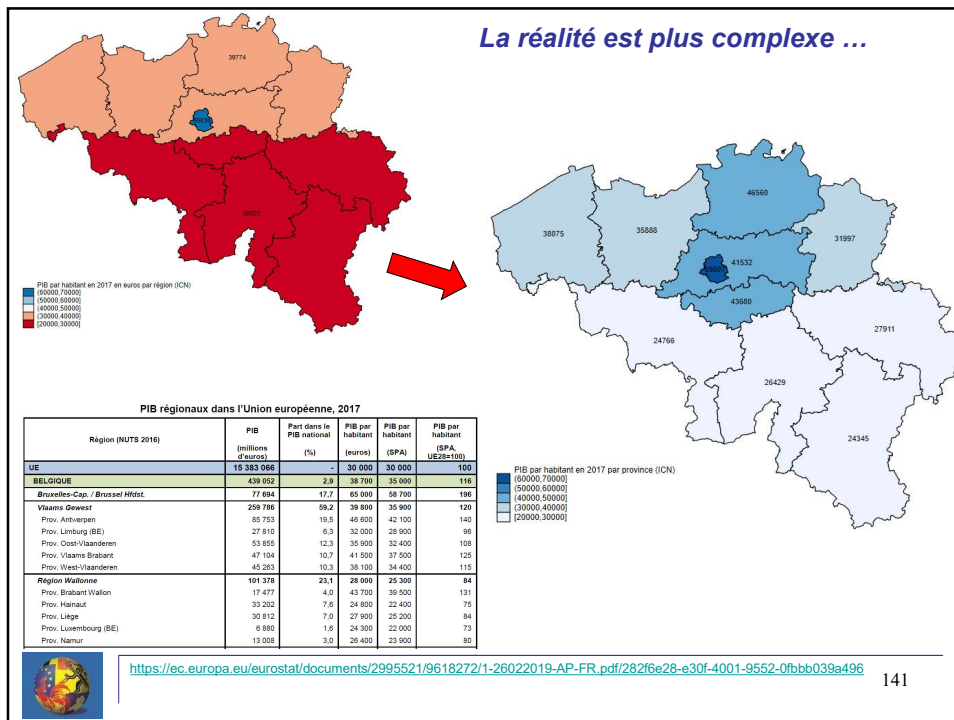 La réalité est plus complexe …
39774
PIB par habitant en 2017 en euros par région (ICN)
(60000,70000]
(50000,60000]
(40000,50000]
(30000,40000]
[20000,30000]
46560
38075
35888
31997
41532
65007
43680
24766
27911
26429
24345
PIB par habitant en 2017 par province (ICN)
(60000,70000]
(50000,60000]
(40000,50000]
(30000,40000]
[20000,30000]
PIB régionaux dans l'Union européenne, 2017
Région (NUTS 2016) PIB (millions d'euros) Part dans le PIB national (%) PIB par habitant (euros) PIB par habitant (SPA) PIB par habitant (SPA, UE28=100)
UE 15 383 066 - 30 000 30 000 100
BELGIQUE 439 052 2,9 38 700 35 000 116
Bruxelles-Cap. / Brussel Hfdst. 77 694 17,7 65 000 58 700 196
Vlaams Gewest 259 786 59,2 39 800 35 900 120
Prov. Antwerpen 85 753 19,5 46 600 42 100 140
Prov. Limburg (BE) 27 810 6,3 32 000 28 900 96
Prov. Oost-Vlaanderen 53 855 12,3 35 900 32 400 108
Prov. Vlaams Brabant 47 104 10,7 41 500 37 500 125
Prov. West-Vlaanderen 45 263 10,3 38 100 34 400 115
Région Wallonne 101 378 23,1 28 000 25 300 84
Prov. Brabant Wallon 17 477 4,0 43 700 39 500 131
Prov. Hainaut 33 202 7,6 24 800 22 400 75
Prov. Liège 30 812 7,0 27 900 25 200 84
Prov. Luxembourg (BE) 6 880 1,6 24 300 22 000 73
Prov. Namur 13 008 3,0 26 400 23 900 80
https://ec.europa.eu/eurostat/documents/2995521/9618272/1-26022019-AP-FR.pdf/282f6e28-e30f-4001-9552-0fbbb039a496
141